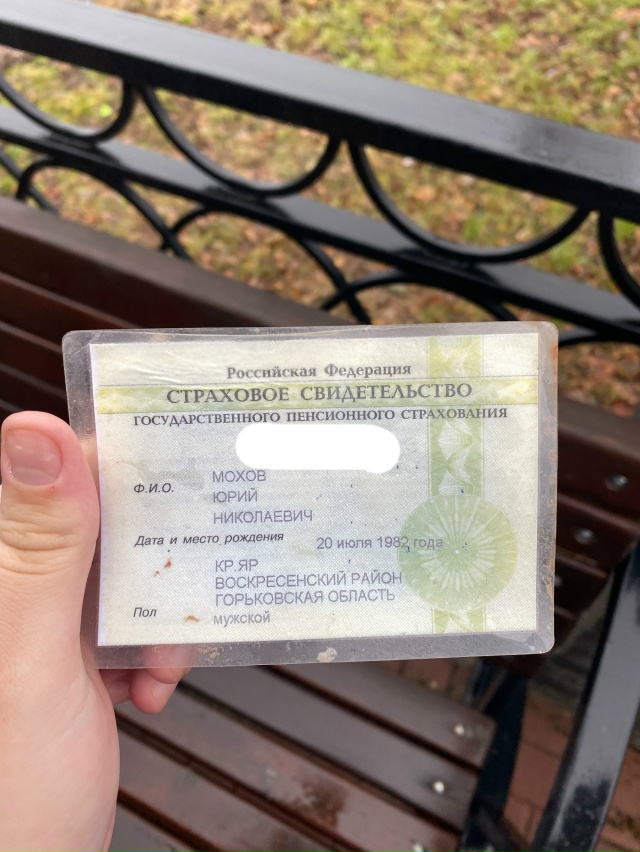 Российская Федерация
СТРАХОВОЕ СВИДЕТЕЛЬСТВО
ГОСУДАРСТВЕННОГО ПЕНСИОННОГО СТРАХОВАНИЯ
Ф.И.О. МОХОВ
ЮРИЙ
НИКОЛАЕВИЧ
Дата и место рождения 20 июля 1982 года
КР.ЯР
ВОСКРЕСЕНСКИЙ РАЙОН
ГОРЬКОВСКАЯ ОБЛАСТЬ
Пол мужской